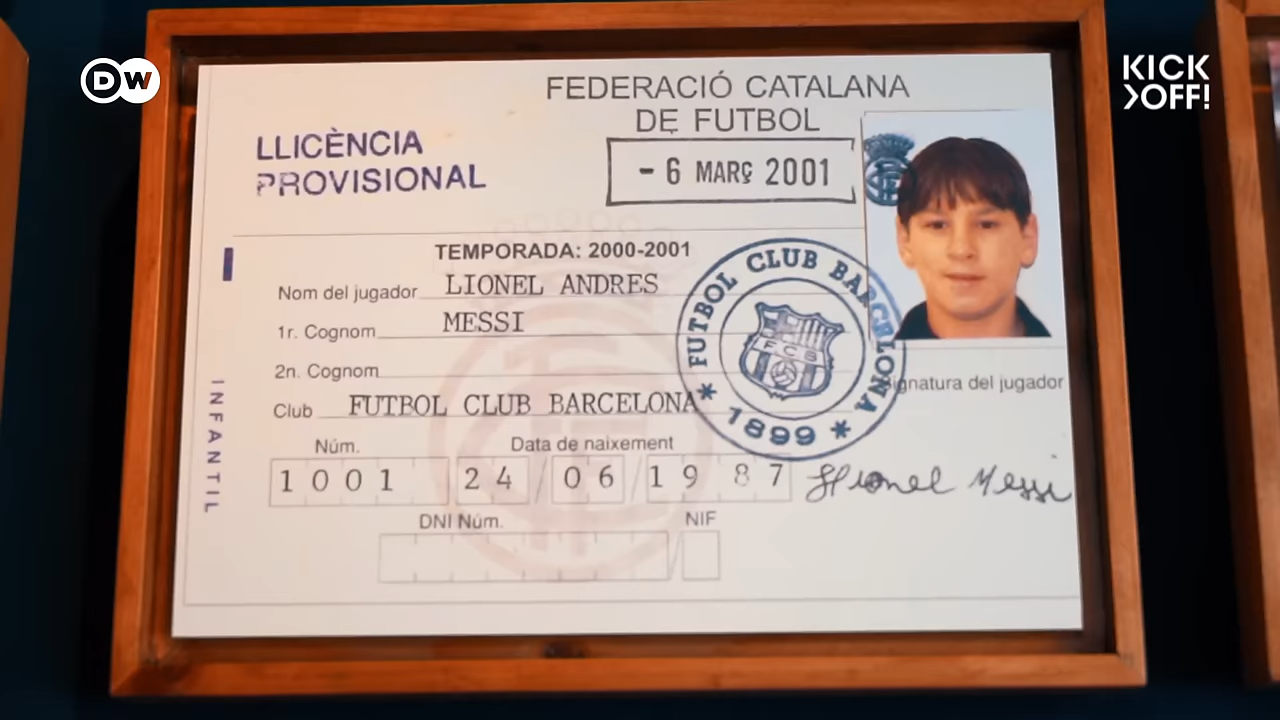 DW
KICK
OFF!
FEDERACIÓ CATALANA
DE FUTBOL
LLICÈNCIA
PROVISIONAL
- 6 MARÇ 2001
TEMPORADA: 2000-2001
Nom del jugador LIONEL ANDRES
1r. Cognom MESSI
2n. Cognom
Club FUTBOL CLUB BARCELONA
FUTBOL CLUB BARCELONA
FCB
* 1899 *
Signatura del jugador
INFANTIL
Núm. Data de naixement
1001 24 / 06 / 1987
Lionel Messi
DNI Núm. NIF